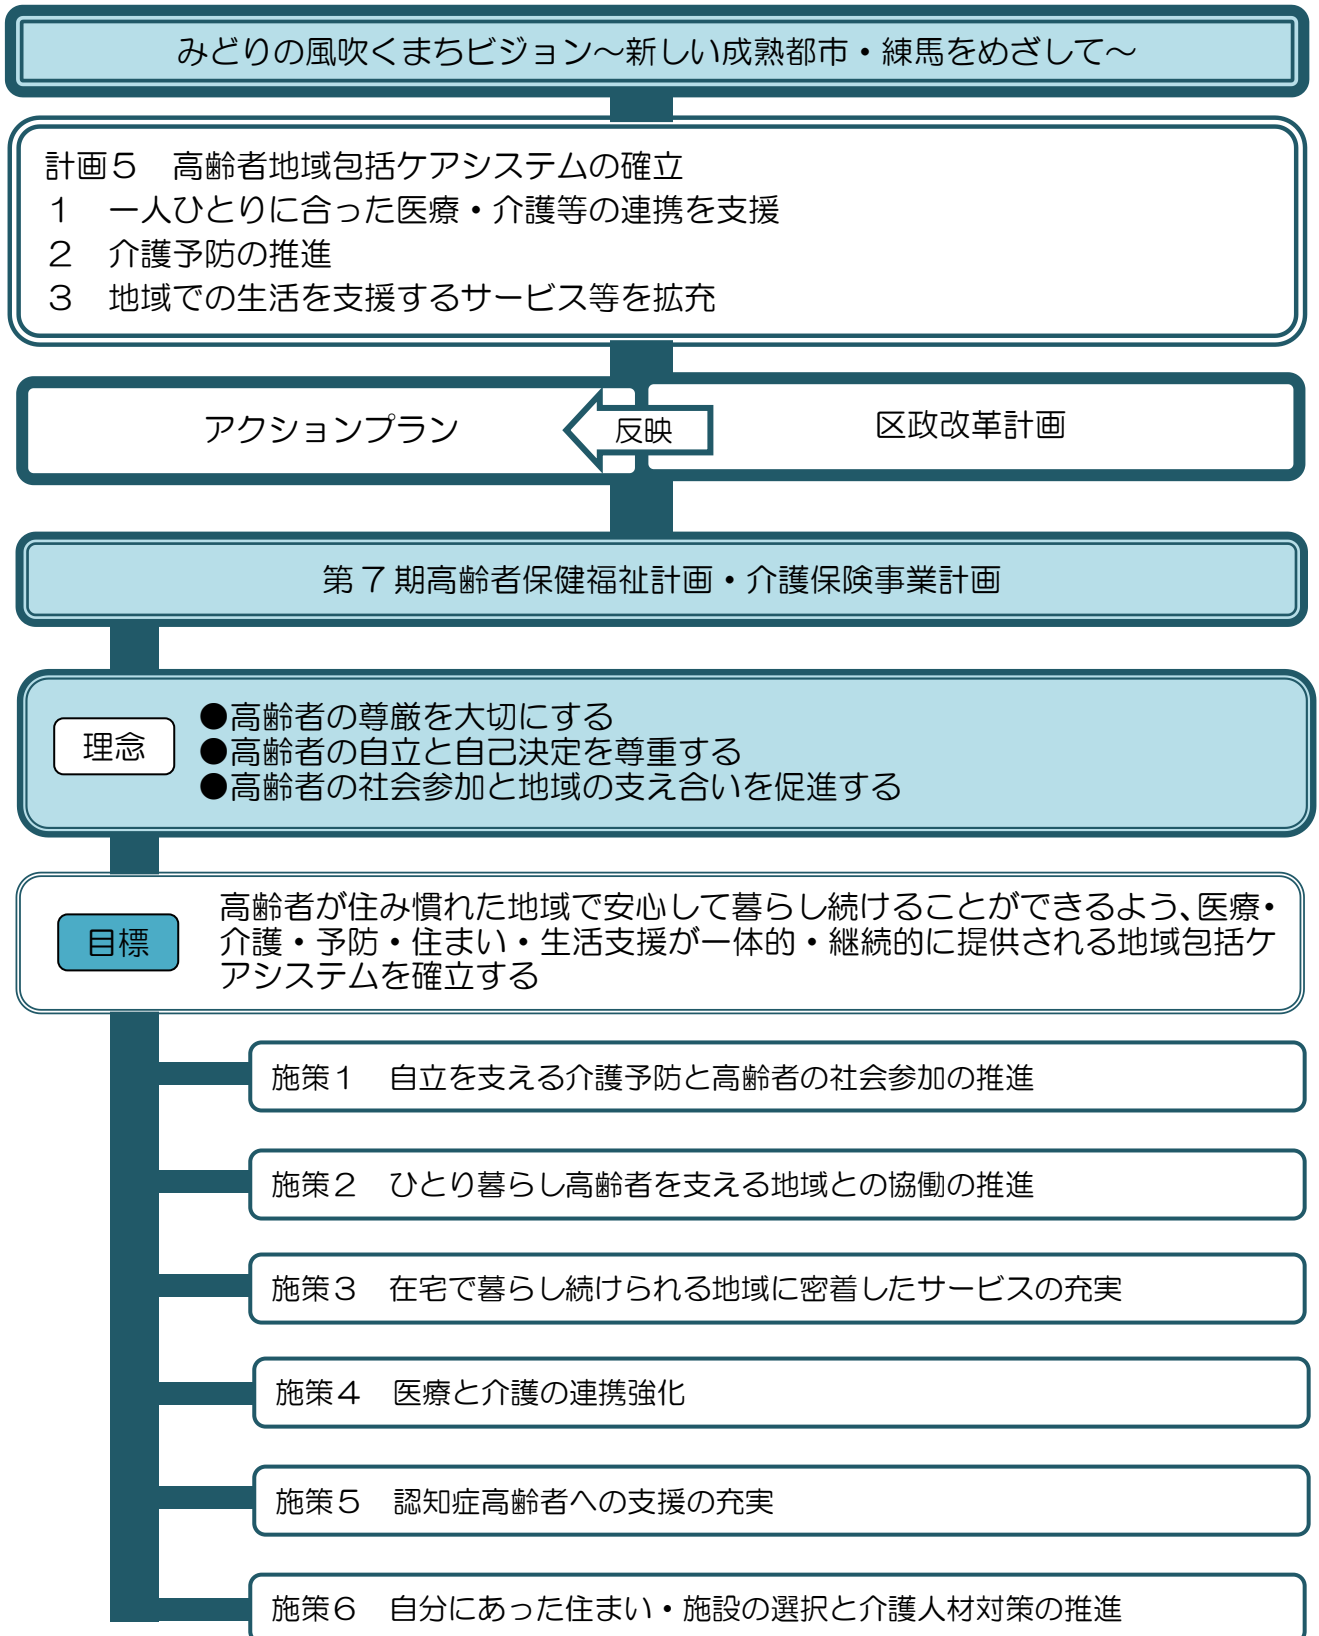 みどりの風吹くまちビジョン～新しい成熟都市・練馬をめざして～
計画５　高齢者地域包括ケアシステムの確立
１　一人ひとりに合った医療・介護等の連携を支援
２　介護予防の推進
３　地域での生活を支援するサービス等を拡充
アクションプラン
反映
区政改革計画
第７期高齢者保健福祉計画・介護保険事業計画
理念
●高齢者の尊厳を大切にする
●高齢者の自立と自己決定を尊重する
●高齢者の社会参加と地域の支え合いを促進する
目標
高齢者が住み慣れた地域で安心して暮らし続けることができるよう、医療・
介護・予防・住まい・生活支援が一体的・継続的に提供される地域包括ケ
アシステムを確立する
施策１　自立を支える介護予防と高齢者の社会参加の推進
施策２　ひとり暮らし高齢者を支える地域との協働の推進
施策３　在宅で暮らし続けられる地域に密着したサービスの充実
施策４　医療と介護の連携強化
施策５　認知症高齢者への支援の充実
施策６　自分にあった住まい・施設の選択と介護人材対策の推進